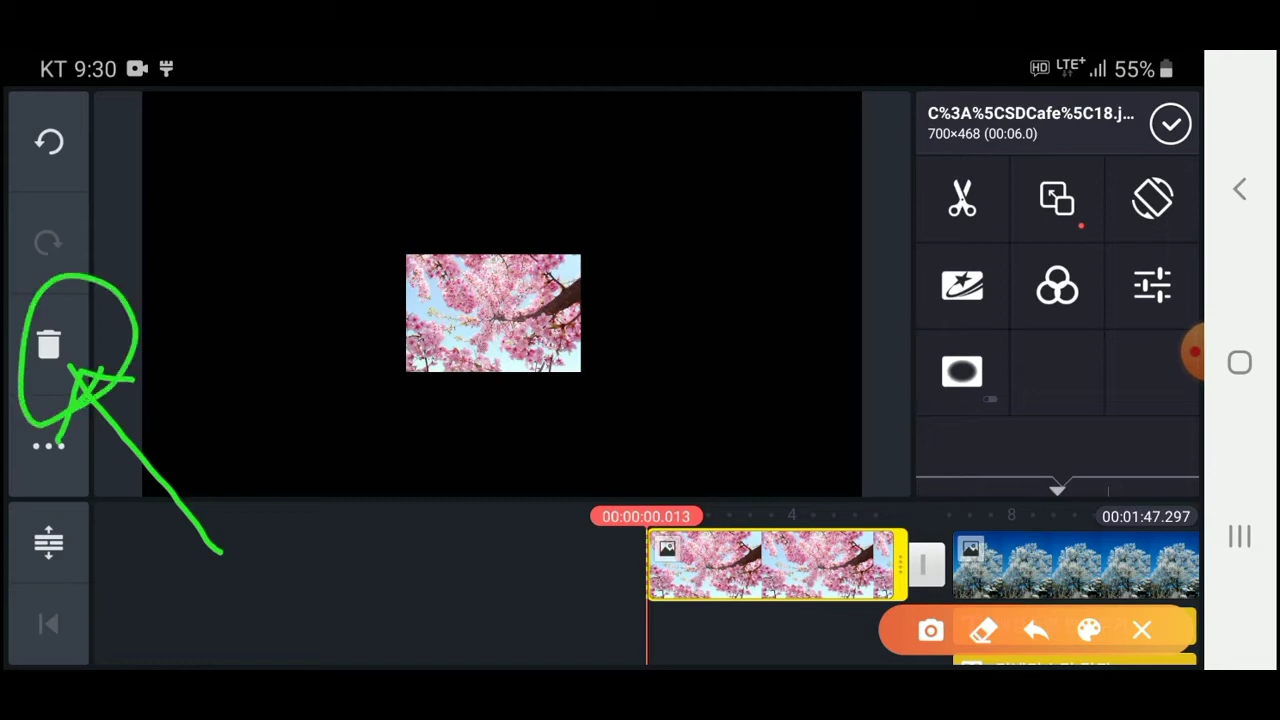 KT 9:30
HD LTE+ 55%
C%3A%5CSDCafe%5C18.j...
700×468 (00:06.0)
00:00:00.013
4
8
00:01:47.297